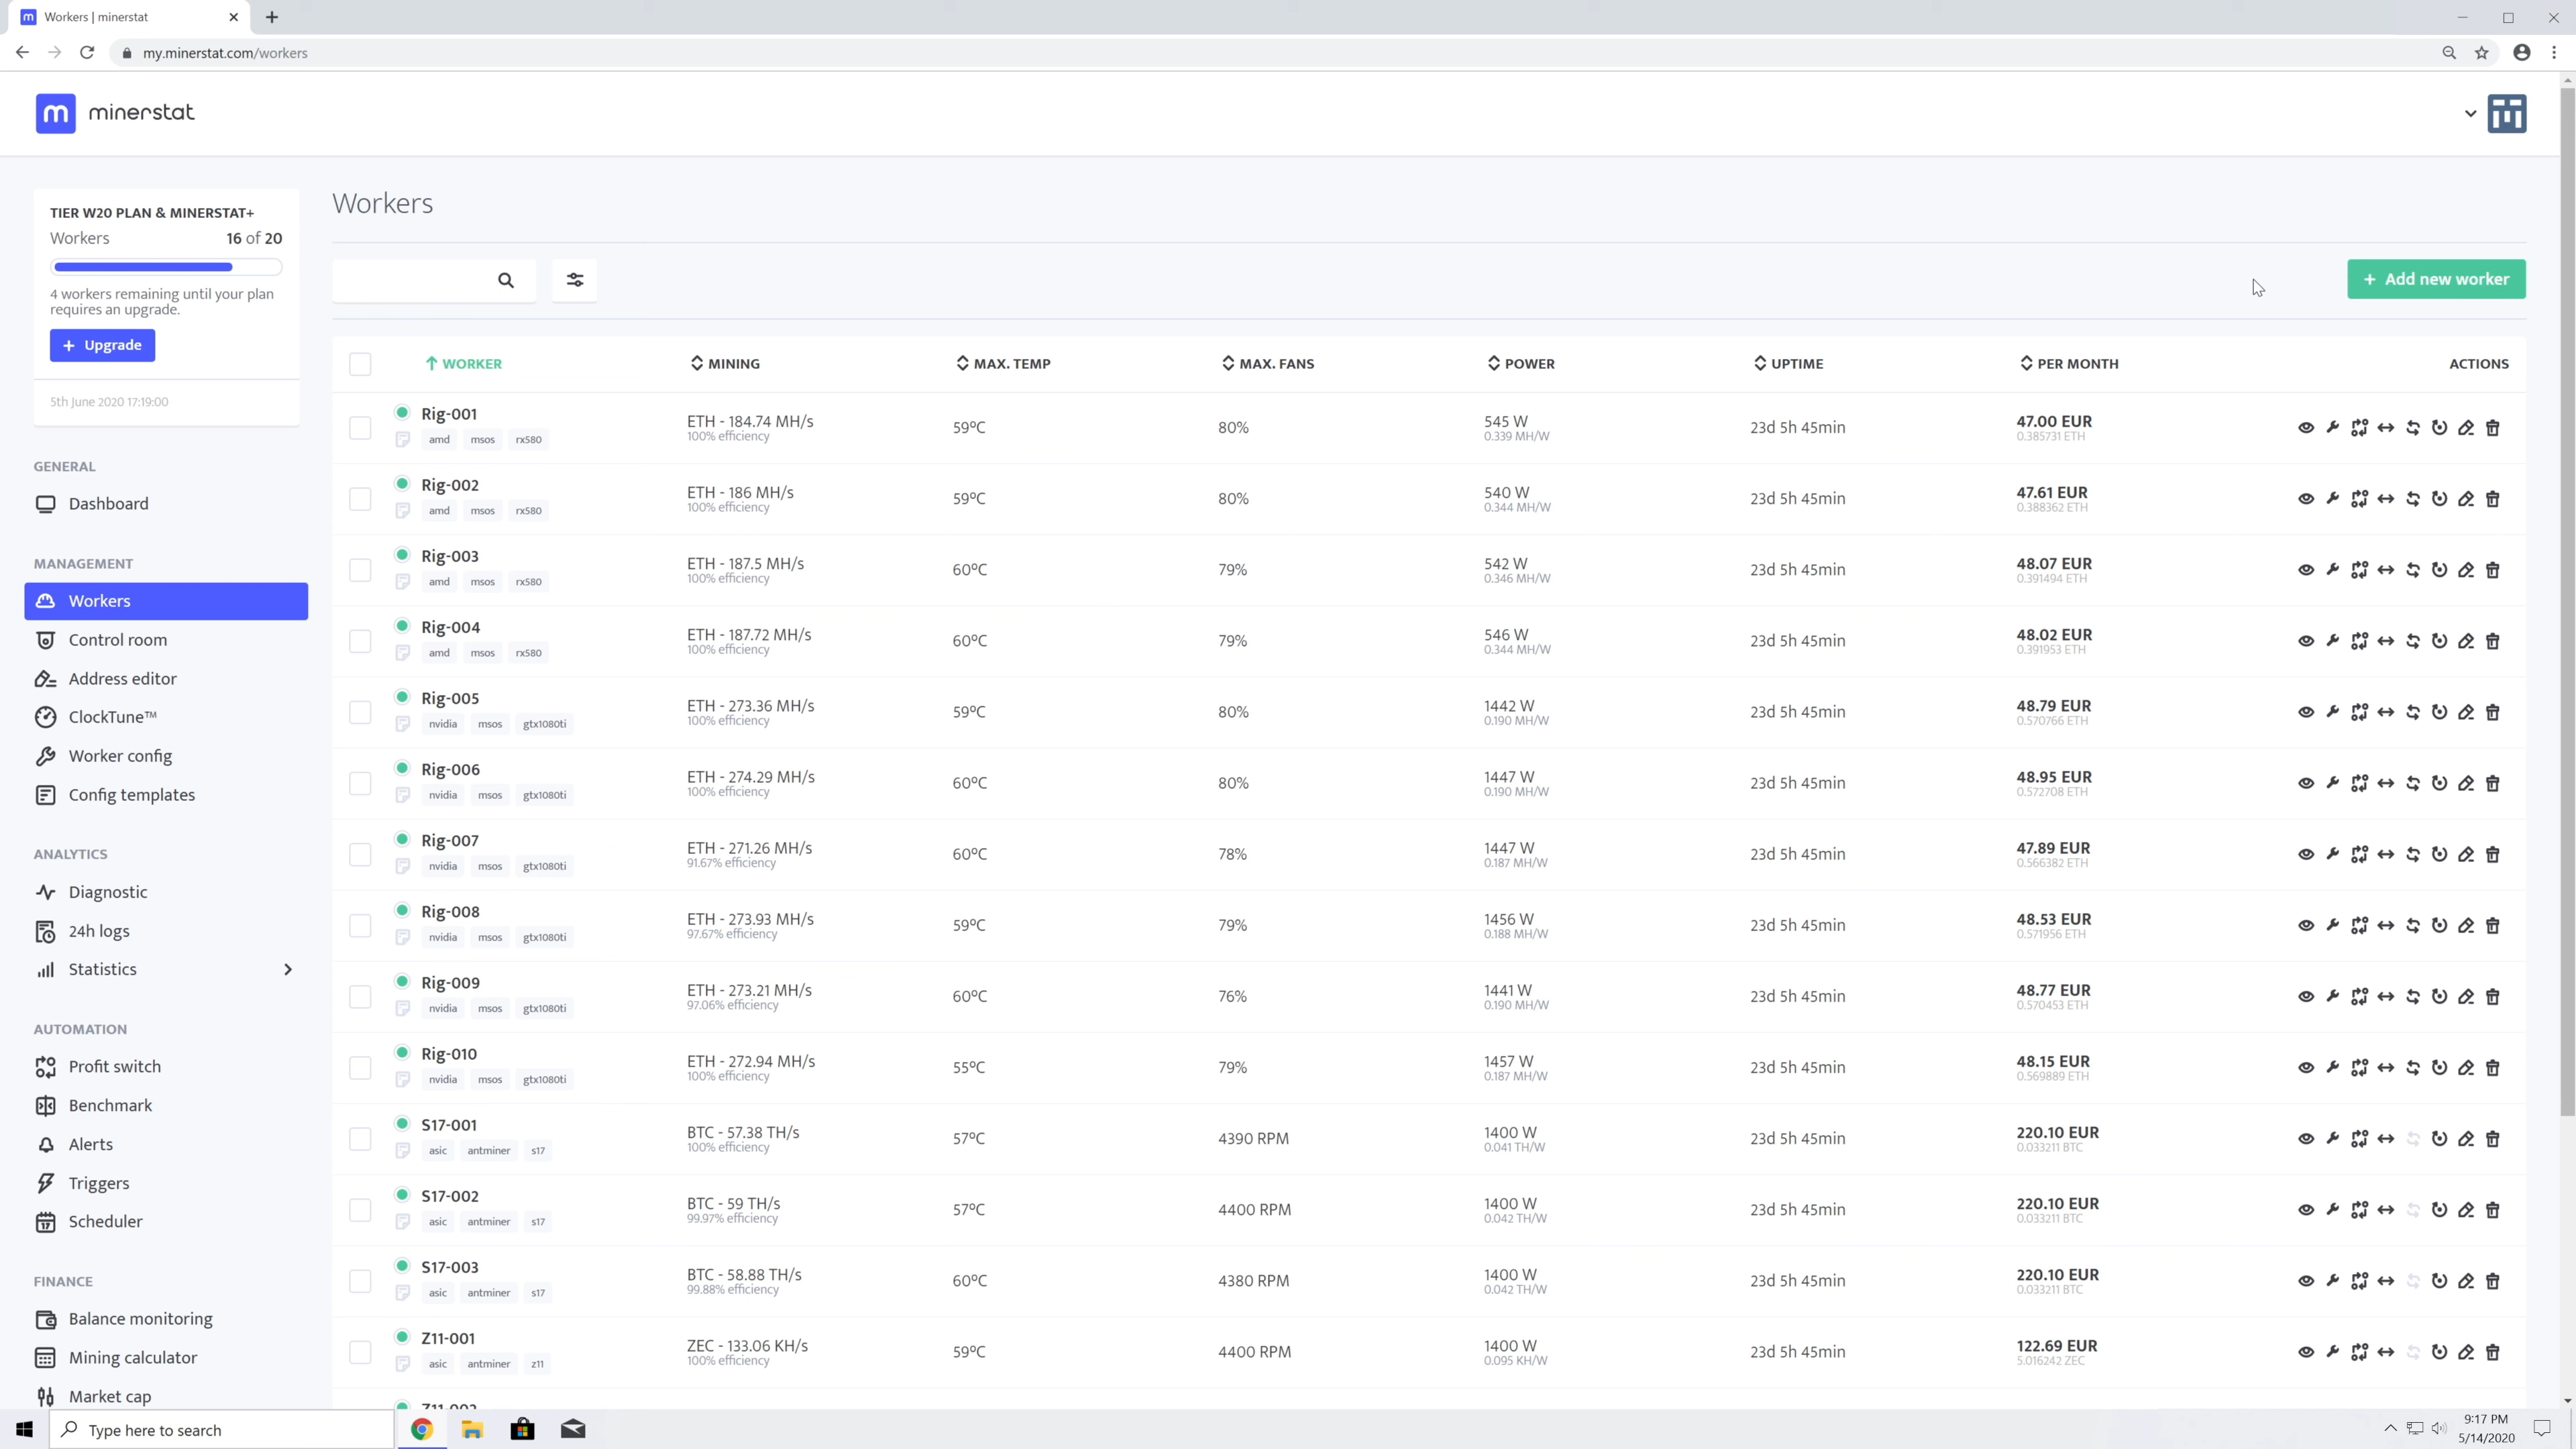 Workers | minerstat
my.minerstat.com/workers
minerstat
TIER W20 PLAN & MINERSTAT+
Workers 16 of 20
4 workers remaining until your plan
requires an upgrade.
+ Upgrade
5th June 2020 17:19:00
GENERAL
Dashboard
MANAGEMENT
Workers
Control room
Address editor
ClockTune™
Worker config
Config templates
ANALYTICS
Diagnostic
24h logs
Statistics
AUTOMATION
Profit switch
Benchmark
Alerts
Triggers
Scheduler
FINANCE
Balance monitoring
Mining calculator
Market cap
Workers
+ Add new worker
WORKER MINING MAX. TEMP MAX. FANS POWER UPTIME PER MONTH ACTIONS
Rig-001 ETH - 184.74 MH/s 59ºC 80% 545 W 23d 5h 45min 47.00 EUR
amd msos rx580 100% efficiency 0.339 MH/W 0.385731 ETH
Rig-002 ETH - 186 MH/s 59ºC 80% 540 W 23d 5h 45min 47.61 EUR
amd msos rx580 100% efficiency 0.344 MH/W 0.388362 ETH
Rig-003 ETH - 187.5 MH/s 60ºC 79% 542 W 23d 5h 45min 48.07 EUR
amd msos rx580 100% efficiency 0.346 MH/W 0.391494 ETH
Rig-004 ETH - 187.72 MH/s 60ºC 79% 546 W 23d 5h 45min 48.02 EUR
amd msos rx580 100% efficiency 0.344 MH/W 0.391953 ETH
Rig-005 ETH - 273.36 MH/s 59ºC 80% 1442 W 23d 5h 45min 48.79 EUR
nvidia msos gtx1080ti 100% efficiency 0.190 MH/W 0.570766 ETH
Rig-006 ETH - 274.29 MH/s 60ºC 80% 1447 W 23d 5h 45min 48.95 EUR
nvidia msos gtx1080ti 100% efficiency 0.190 MH/W 0.572708 ETH
Rig-007 ETH - 271.26 MH/s 60ºC 78% 1447 W 23d 5h 45min 47.89 EUR
nvidia msos gtx1080ti 91.67% efficiency 0.187 MH/W 0.566382 ETH
Rig-008 ETH - 273.93 MH/s 59ºC 79% 1456 W 23d 5h 45min 48.53 EUR
nvidia msos gtx1080ti 97.67% efficiency 0.188 MH/W 0.571956 ETH
Rig-009 ETH - 273.21 MH/s 60ºC 76% 1441 W 23d 5h 45min 48.77 EUR
nvidia msos gtx1080ti 97.06% efficiency 0.190 MH/W 0.570453 ETH
Rig-010 ETH - 272.94 MH/s 55ºC 79% 1457 W 23d 5h 45min 48.15 EUR
nvidia msos gtx1080ti 100% efficiency 0.187 MH/W 0.569889 ETH
S17-001 BTC - 57.38 TH/s 57ºC 4390 RPM 1400 W 23d 5h 45min 220.10 EUR
asic antminer s17 100% efficiency 0.041 TH/W 0.033211 BTC
S17-002 BTC - 59 TH/s 57ºC 4400 RPM 1400 W 23d 5h 45min 220.10 EUR
asic antminer s17 99.97% efficiency 0.042 TH/W 0.033211 BTC
S17-003 BTC - 58.88 TH/s 60ºC 4380 RPM 1400 W 23d 5h 45min 220.10 EUR
asic antminer s17 99.88% efficiency 0.042 TH/W 0.033211 BTC
Z11-001 ZEC - 133.06 KH/s 59ºC 4400 RPM 1400 W 23d 5h 45min 122.69 EUR
asic antminer z11 100% efficiency 0.095 KH/W 5.016242 ZEC
Z11-002
Type here to search
9:17 PM
5/14/2020